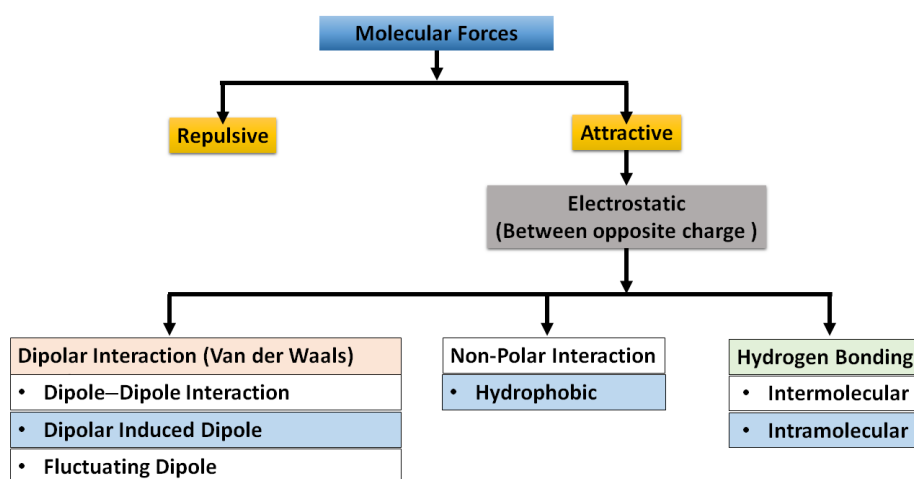 Molecular Forces
Repulsive
Attractive
Electrostatic
(Between opposite charge )
Dipolar Interaction (Van der Waals)
• Dipole–Dipole Interaction
• Dipolar Induced Dipole
• Fluctuating Dipole
Non-Polar Interaction
• Hydrophobic
Hydrogen Bonding
• Intermolecular
• Intramolecular